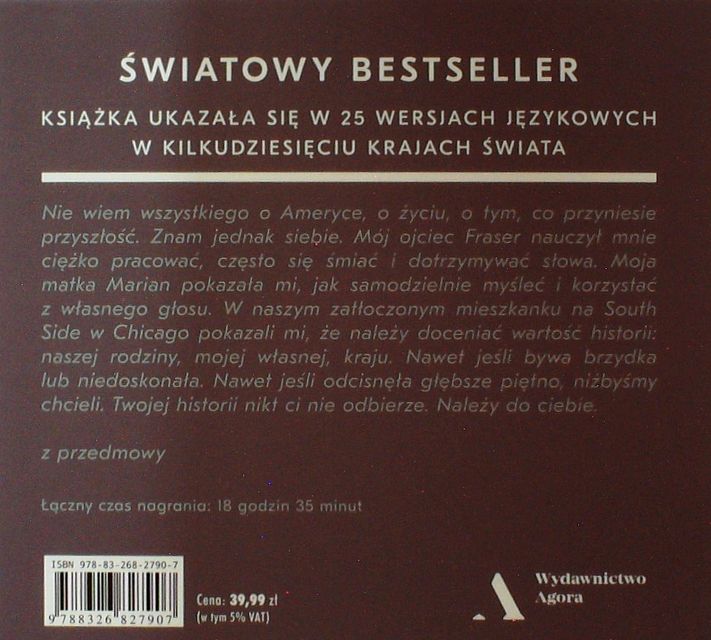 ŚWIATOWY BESTSELLER
KSIĄŻKA UKAZAŁA SIĘ W 25 WERSJACH JĘZYKOWYCH
W KILKUDZIESIĘCIU KRAJACH ŚWIATA
Nie wiem wszystkiego o Ameryce, o życiu, o tym, co przyniesie
przyszłość. Znam jednak siebie. Mój ojciec Fraser nauczył mnie
ciężko pracować, często się śmiać i dotrzymywać słowa. Moja
matka Marian pokazała mi, jak samodzielnie myśleć i korzystać
z własnego głosu. W naszym zatłoczonym mieszkanku na South
Side w Chicago pokazali mi, że należy doceniać wartość historii:
naszej rodziny, mojej własnej, kraju. Nawet jeśli bywa brzydka
lub niedoskonała. Nawet jeśli odcisnęła głębsze piętno, niżbyśmy
chcieli. Twojej historii nikt ci nie odbierze. Należy do ciebie.
z przedmowy
Łączny czas nagrania: 18 godzin 35 minut
ISBN 978-83-268-2790-7
9 788326 827907
Cena: 39,99 zł
(w tym 5% VAT)
Wydawnictwo
Agora